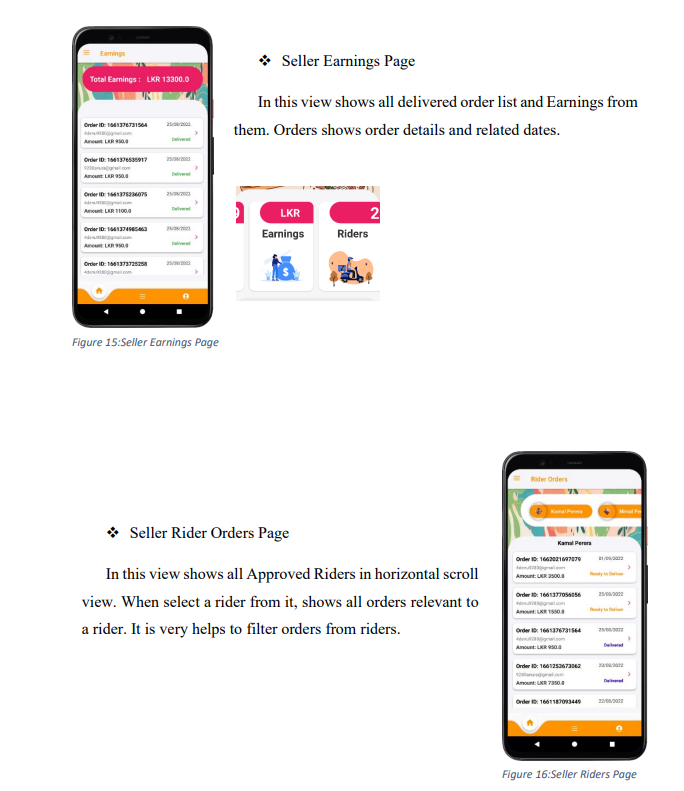 Earnings
Total Earnings : LKR 13300.0
Order ID: 1661376731564 25/08/2022
Amount: LKR 950.0 Delivered
Order ID: 1661376535917 25/08/2022
Amount: LKR 950.0 Delivered
Order ID: 1661375236075 25/08/2022
Amount: LKR 1100.0 Delivered
Order ID: 1661374985463 25/08/2022
Amount: LKR 950.0 Delivered
Order ID: 1661373725258 25/08/2022
Figure 15:Seller Earnings Page
❖ Seller Earnings Page
In this view shows all delivered order list and Earnings from
them. Orders shows order details and related dates.
LKR 2
Earnings Riders
❖ Seller Rider Orders Page
In this view shows all Approved Riders in horizontal scroll
view. When select a rider from it, shows all orders relevant to
a rider. It is very helps to filter orders from riders.
Rider Orders
Kamal Perera Nimal Pe
Kamal Perera
Order ID: 1662021697079 01/09/2022
Amount: LKR 3500.0 Ready to Deliver
Order ID: 1661377056056 25/08/2022
Amount: LKR 1550.0 Ready to Deliver
Order ID: 1661376731564 25/08/2022
Amount: LKR 950.0 Delivered
Order ID: 1661253673062 23/08/2022
Amount: LKR 7350.0 Delivered
Order ID: 1661187093449 22/08/2022
Figure 16:Seller Riders Page